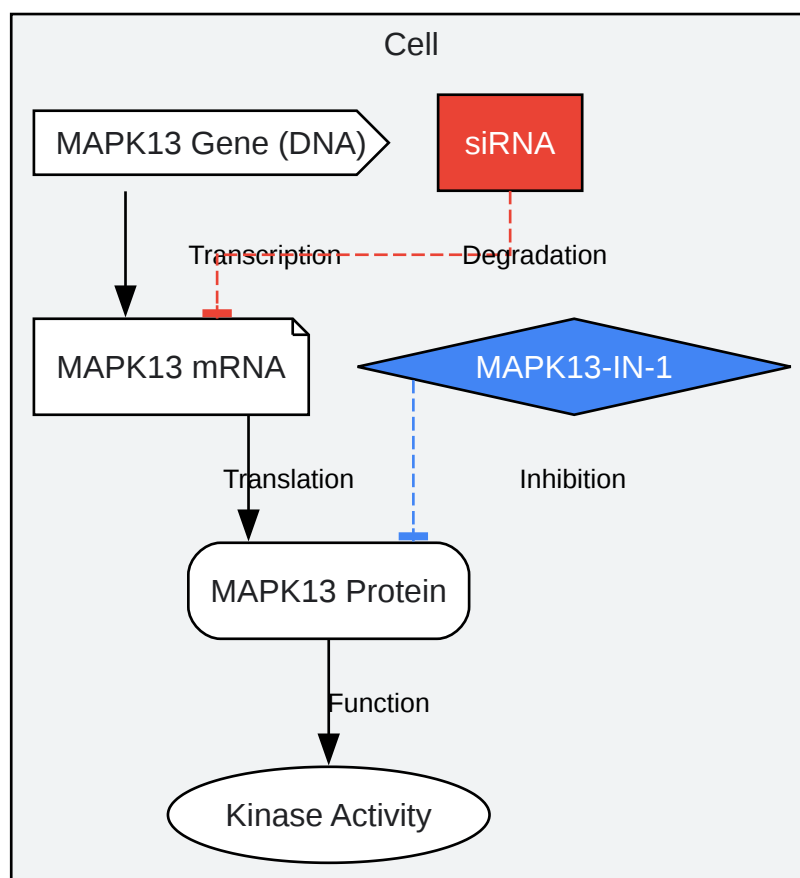 Cell
MAPK13 Gene (DNA)
siRNA
Transcription
Degradation
MAPK13 mRNA
MAPK13-IN-1
Translation
Inhibition
MAPK13 Protein
Function
Kinase Activity